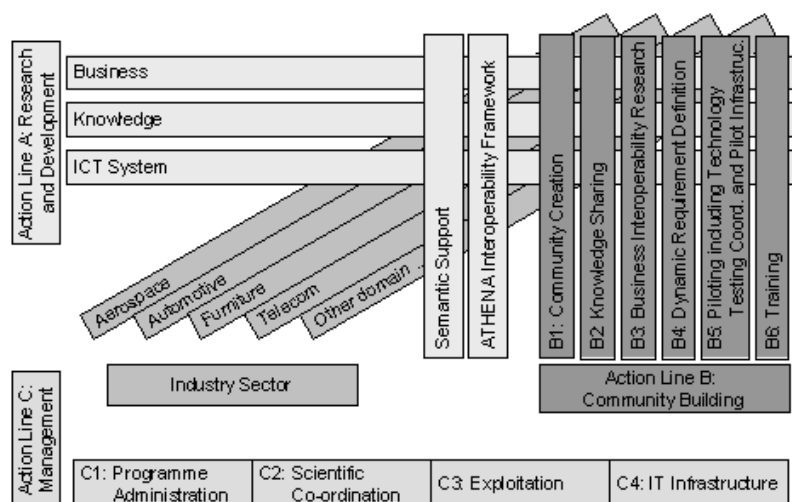 Action Line A: Research
and Development
Business
Knowledge
ICT System
Aerospace
Automotive
Furniture
Telecom
Other domain ...
Industry Sector
Semantic Support
ATHENA Interoperability Framework
B1: Community Creation
B2 Knowledge Sharing
B3: Business Interoperability Research
B4: Dynamic Requirement Definition
B5: Piloting including Technology
Testing Coord. and Pilot Infrastruc.
B6: Training
Action Line B:
Community Building
Action Line C:
Management
C1: Programme
Administration
C2: Scientific
Co-ordination
C3: Exploitation
C4: IT Infrastructure